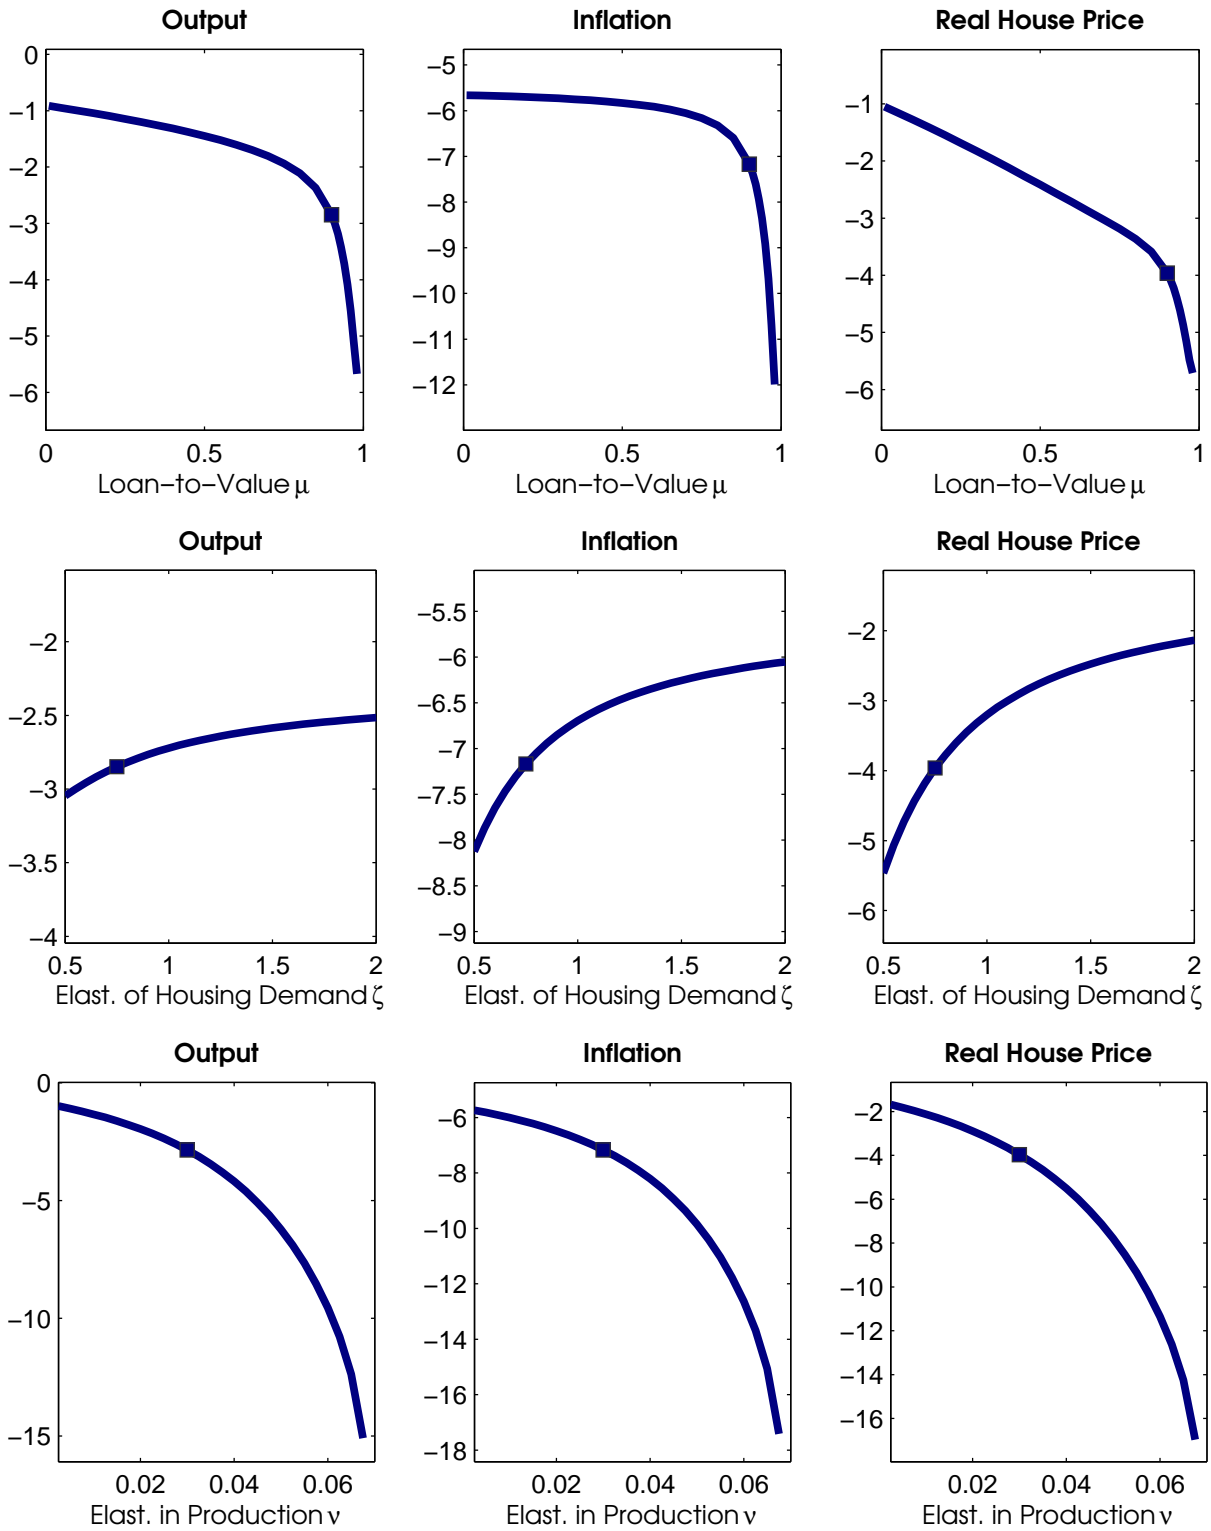 Output Inflation Real House Price
0
−1
−2
−3
−4
−5
−6
0 0.5 1
Loan−to−Value μ
−5
−6
−7
−8
−9
−10
−11
−12
0 0.5 1
Loan−to−Value μ
−1
−2
−3
−4
−5
−6
0 0.5 1
Loan−to−Value μ
Output Inflation Real House Price
−2
−2.5
−3
−3.5
−4
0.5 1 1.5 2
Elast. of Housing Demand ζ
−5.5
−6
−6.5
−7
−7.5
−8
−8.5
−9
0.5 1 1.5 2
Elast. of Housing Demand ζ
−2
−3
−4
−5
−6
0.5 1 1.5 2
Elast. of Housing Demand ζ
Output Inflation Real House Price
0
−5
−10
−15
0.02 0.04 0.06
Elast. in Production ν
−6
−8
−10
−12
−14
−16
−18
0.02 0.04 0.06
Elast. in Production ν
−2
−4
−6
−8
−10
−12
−14
−16
0.02 0.04 0.06
Elast. in Production ν